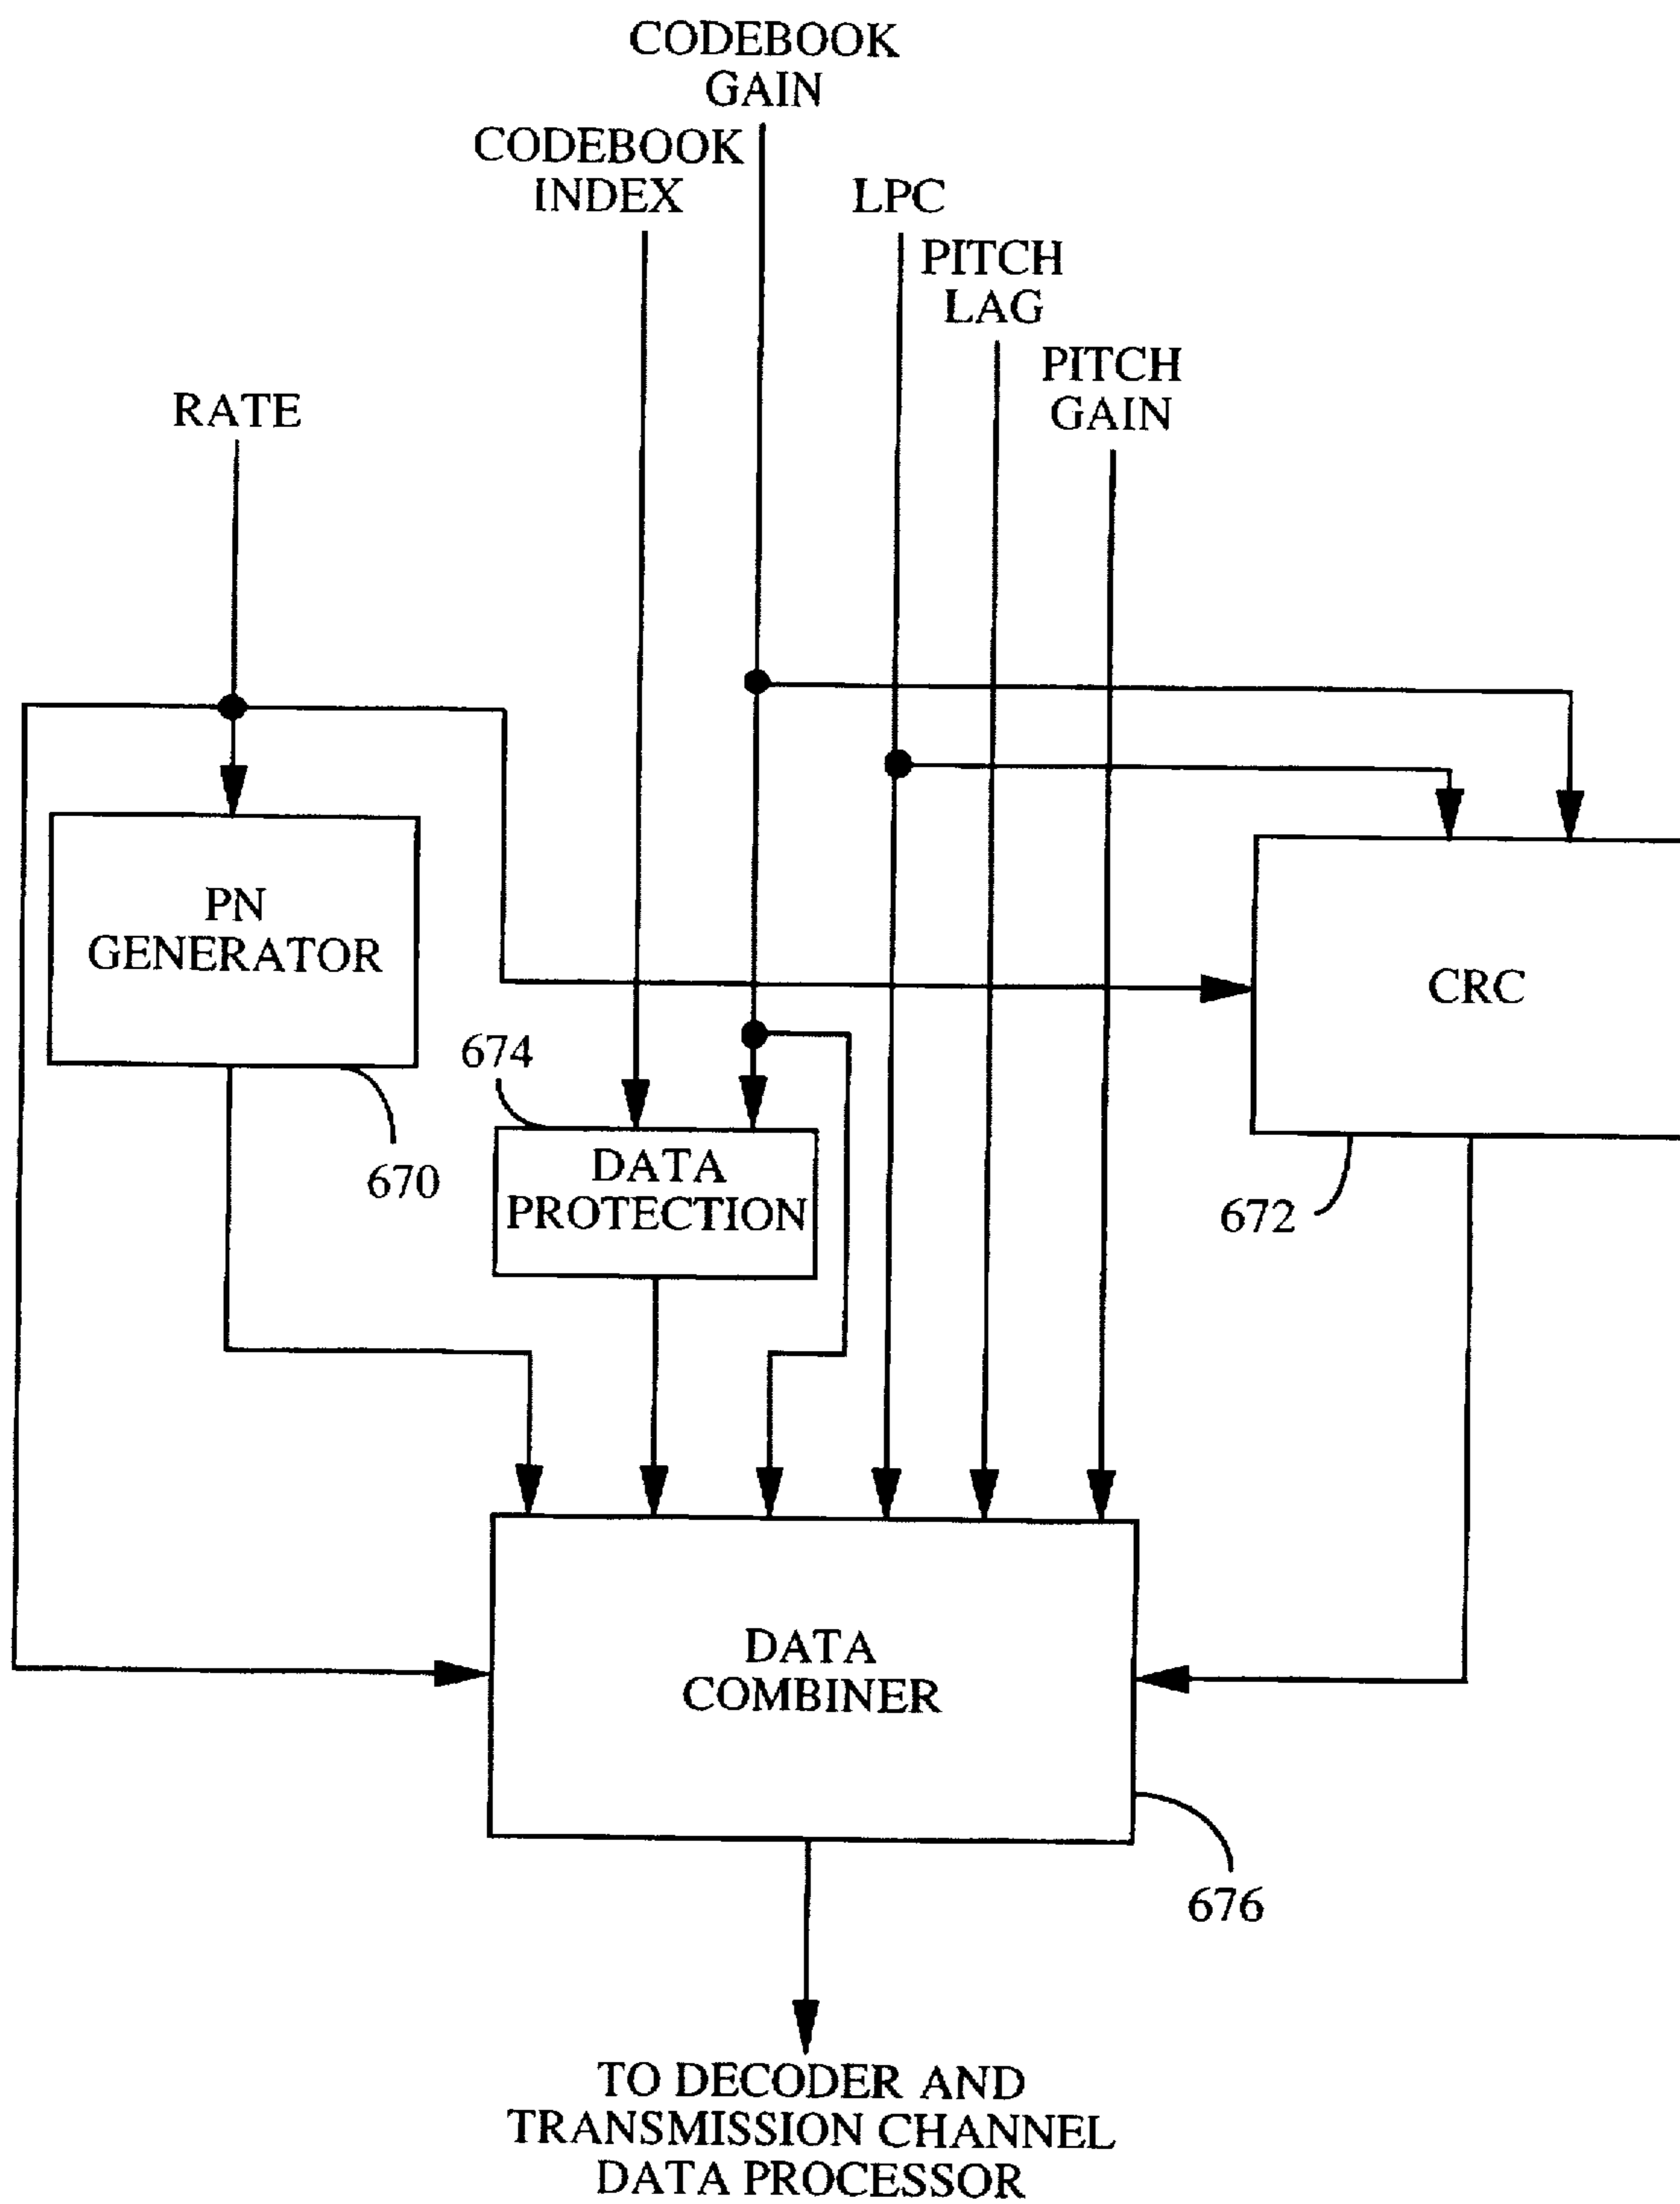 CODEBOOK
GAIN
CODEBOOK
INDEX
LPC
PITCH
LAG
PITCH
GAIN
RATE
PN
GENERATOR
CRC
674
670
DATA
PROTECTION
672
DATA
COMBINER
676
TO DECODER AND
TRANSMISSION CHANNEL
DATA PROCESSOR